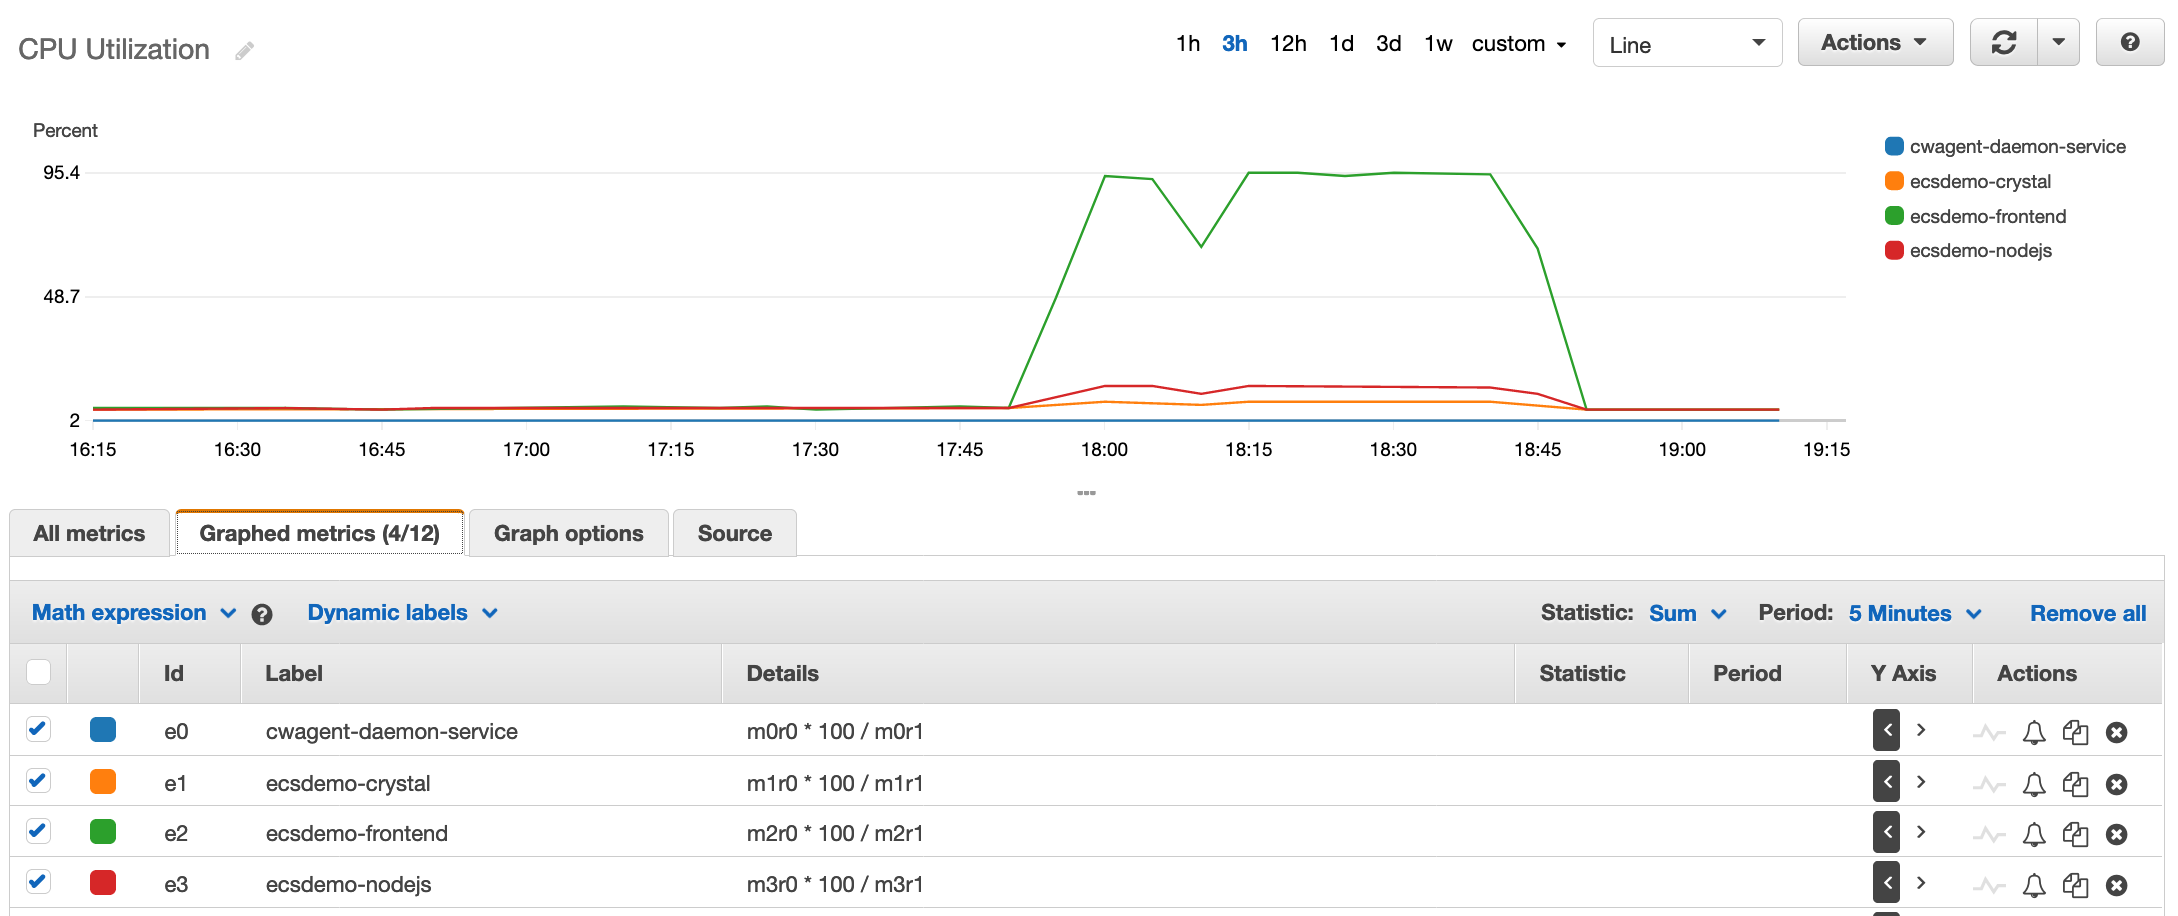 CPU Utilization
1h 3h 12h 1d 3d 1w custom Line Actions
Percent
95.4
48.7
2
16:15 16:30 16:45 17:00 17:15 17:30 17:45 18:00 18:15 18:30 18:45 19:00 19:15
cwagent-daemon-service
ecsdemo-crystal
ecsdemo-frontend
ecsdemo-nodejs
All metrics Graphed metrics (4/12) Graph options Source
Math expression Dynamic labels Statistic: Sum Period: 5 Minutes Remove all
Id Label Details Statistic Period Y Axis Actions
e0 cwagent-daemon-service m0r0 * 100 / m0r1
e1 ecsdemo-crystal m1r0 * 100 / m1r1
e2 ecsdemo-frontend m2r0 * 100 / m2r1
e3 ecsdemo-nodejs m3r0 * 100 / m3r1